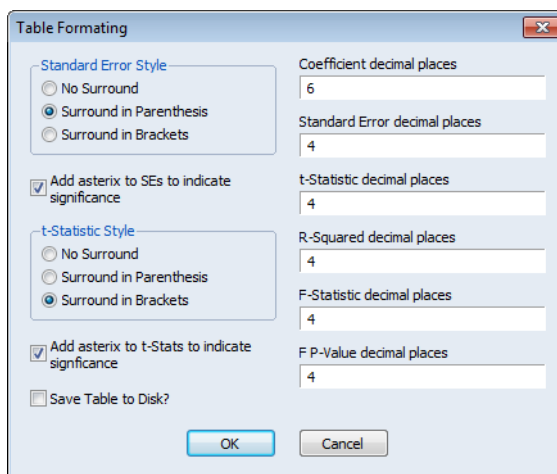 Table Formating
Standard Error Style
No Surround
Surround in Parenthesis
Surround in Brackets
Add asterix to SEs to indicate
significance
t-Statistic Style
No Surround
Surround in Parenthesis
Surround in Brackets
Add asterix to t-Stats to indicate
signficance
Save Table to Disk?
Coefficient decimal places
6
Standard Error decimal places
4
t-Statistic decimal places
4
R-Squared decimal places
4
F-Statistic decimal places
4
F P-Value decimal places
4
OK
Cancel